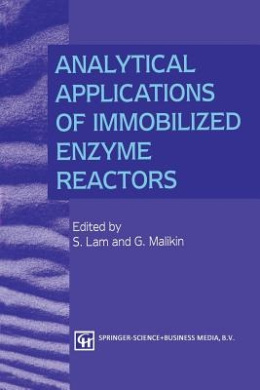 ANALYTICAL
APPLICATIONS
OF IMMOBILIZED
ENZYME
REACTORS
Edited by
S. Lam and G. Malikin
SPRINGER-SCIENCE+BUSINESS MEDIA, B.V.